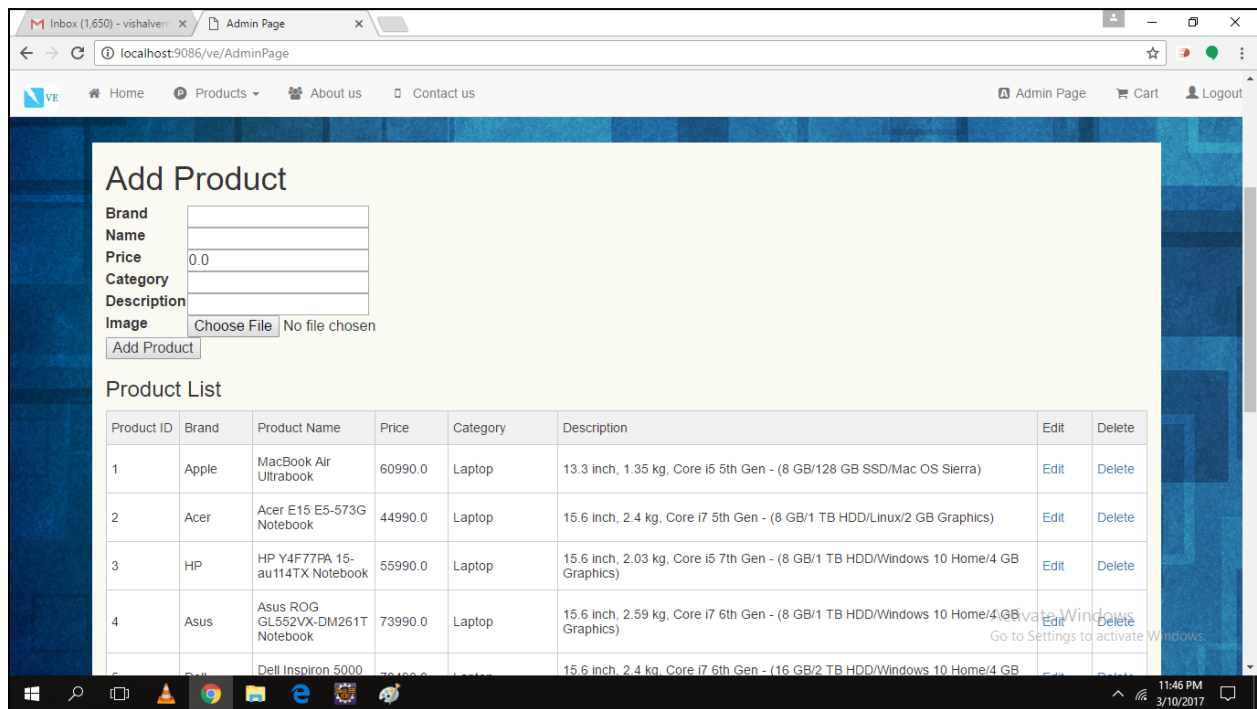 Inbox (1,650) - vishalverm
Admin Page
localhost:9086/ve/AdminPage
VE Home Products About us Contact us Admin Page Cart Logout
Add Product
Brand
Name
Price 0.0
Category
Description
Image Choose File No file chosen
Add Product
Product List
Product ID Brand Product Name Price Category Description Edit Delete
1 Apple MacBook Air Ultrabook 60990.0 Laptop 13.3 inch, 1.35 kg, Core i5 5th Gen - (8 GB/128 GB SSD/Mac OS Sierra) Edit Delete
2 Acer Acer E15 E5-573G Notebook 44990.0 Laptop 15.6 inch, 2.4 kg, Core i7 5th Gen - (8 GB/1 TB HDD/Linux/2 GB Graphics) Edit Delete
3 HP HP Y4F77PA 15-au114TX Notebook 55990.0 Laptop 15.6 inch, 2.03 kg, Core i5 7th Gen - (8 GB/1 TB HDD/Windows 10 Home/4 GB Graphics) Edit Delete
4 Asus Asus ROG GL552VX-DM261T Notebook 73990.0 Laptop 15.6 inch, 2.59 kg, Core i7 6th Gen - (8 GB/1 TB HDD/Windows 10 Home/4 GB Graphics) Edit Delete
Dell Inspiron 5000 15.6 inch, 2.4 kg, Core i7 6th Gen - (16 GB/2 TB HDD/Windows 10 Home/4 GB
Activate Windows
Go to Settings to activate Windows.
11:46 PM
3/10/2017